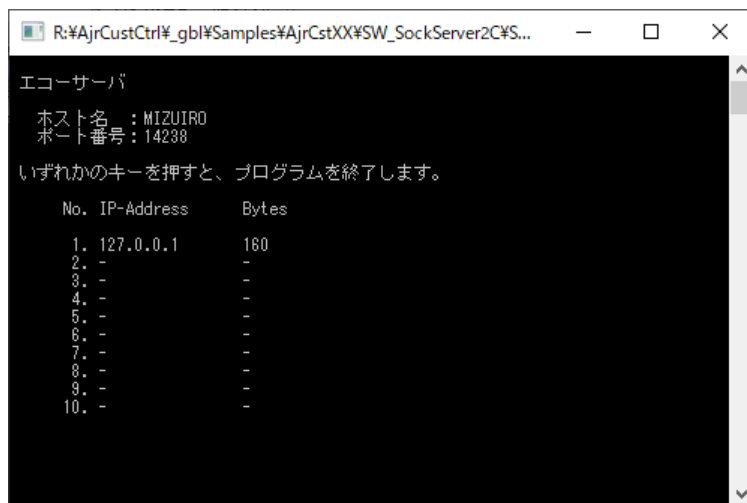 R:¥AjrCustCtrl¥_gbl¥Samples¥AjrCstXX¥SW_SockServer2C¥S...
エコーサーバ
ホスト名 :MIZUIRO
ポート番号:14238
いずれかのキーを押すと、プログラムを終了します。
No. IP-Address Bytes
1. 127.0.0.1 160
2. - -
3. - -
4. - -
5. - -
6. - -
7. - -
8. - -
9. - -
10. - -